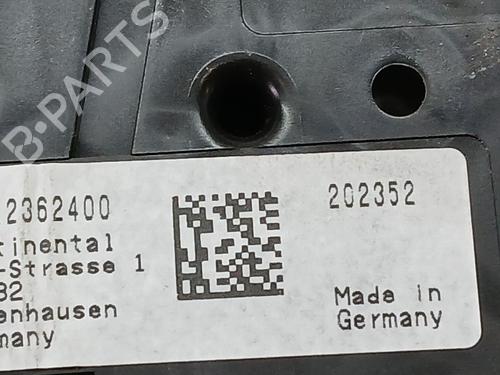 B-PARTS
2362400
202352
tinental
-Strasse 1
32
enhausen
many
Made in
Germany